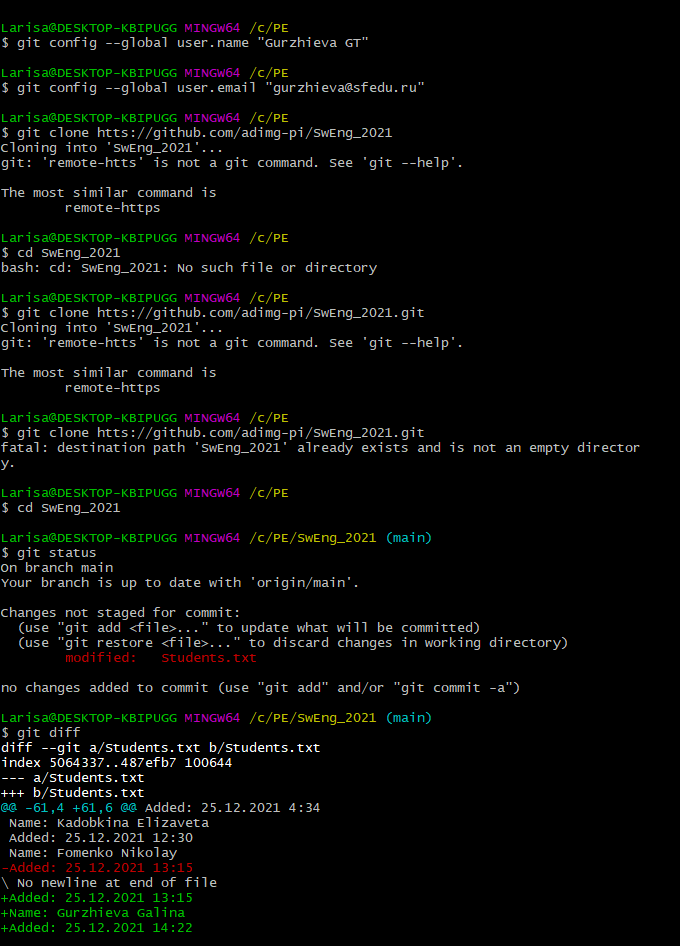 Larisa@DESKTOP-KBIPUGG MINGW64 /c/PE
$ git config --global user.name "Gurzhieva GT"
Larisa@DESKTOP-KBIPUGG MINGW64 /c/PE
$ git config --global user.email "gurzhieva@sfedu.ru"
Larisa@DESKTOP-KBIPUGG MINGW64 /c/PE
$ git clone htts://github.com/adimg-pi/SwEng_2021
Cloning into 'SwEng_2021'...
git: 'remote-htts' is not a git command. See 'git --help'.
The most similar command is
        remote-https
Larisa@DESKTOP-KBIPUGG MINGW64 /c/PE
$ cd SwEng_2021
bash: cd: SwEng_2021: No such file or directory
Larisa@DESKTOP-KBIPUGG MINGW64 /c/PE
$ git clone htts://github.com/adimg-pi/SwEng_2021.git
Cloning into 'SwEng_2021'...
git: 'remote-htts' is not a git command. See 'git --help'.
The most similar command is
        remote-https
Larisa@DESKTOP-KBIPUGG MINGW64 /c/PE
$ git clone htts://github.com/adimg-pi/SwEng_2021.git
fatal: destination path 'SwEng_2021' already exists and is not an empty director
y.
Larisa@DESKTOP-KBIPUGG MINGW64 /c/PE
$ cd SwEng_2021
Larisa@DESKTOP-KBIPUGG MINGW64 /c/PE/SwEng_2021 (main)
$ git status
On branch main
Your branch is up to date with 'origin/main'.
Changes not staged for commit:
  (use "git add <file>..." to update what will be committed)
  (use "git restore <file>..." to discard changes in working directory)
        modified:   Students.txt
no changes added to commit (use "git add" and/or "git commit -a")
Larisa@DESKTOP-KBIPUGG MINGW64 /c/PE/SwEng_2021 (main)
$ git diff
diff --git a/Students.txt b/Students.txt
index 5064337..487efb7 100644
--- a/Students.txt
+++ b/Students.txt
@@ -61,4 +61,6 @@ Added: 25.12.2021 4:34
 Name: Kadobkina Elizaveta
 Added: 25.12.2021 12:30
 Name: Fomenko Nikolay
-Added: 25.12.2021 13:15
\ No newline at end of file
+Added: 25.12.2021 13:15
+Name: Gurzhieva Galina
+Added: 25.12.2021 14:22